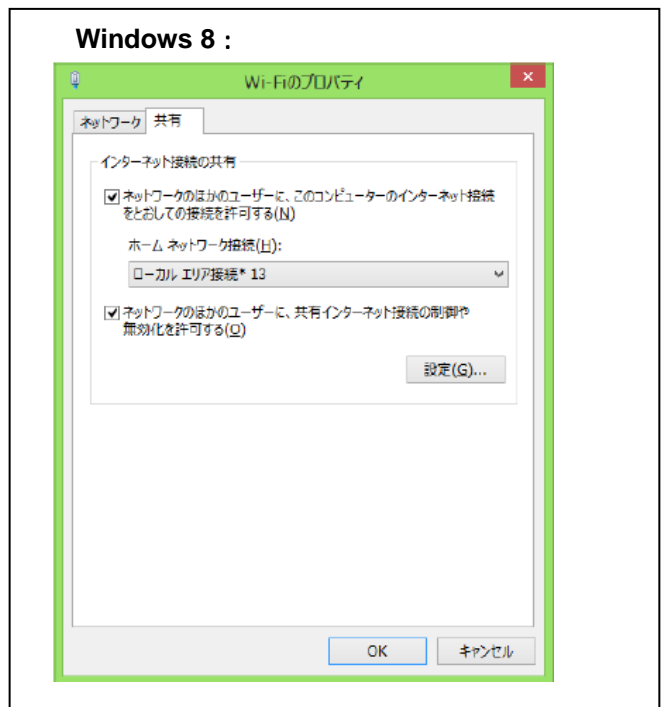 Windows 8：
Wi-Fiのプロパティ
ネットワーク 共有
インターネット接続の共有
ネットワークのほかのユーザーに、このコンピューターのインターネット接続
をとおしての接続を許可する(N)
ホーム ネットワーク接続(H):
ローカル エリア接続* 13
ネットワークのほかのユーザーに、共有インターネット接続の制御や
無効化を許可する(O)
設定(G)...
OK キャンセル